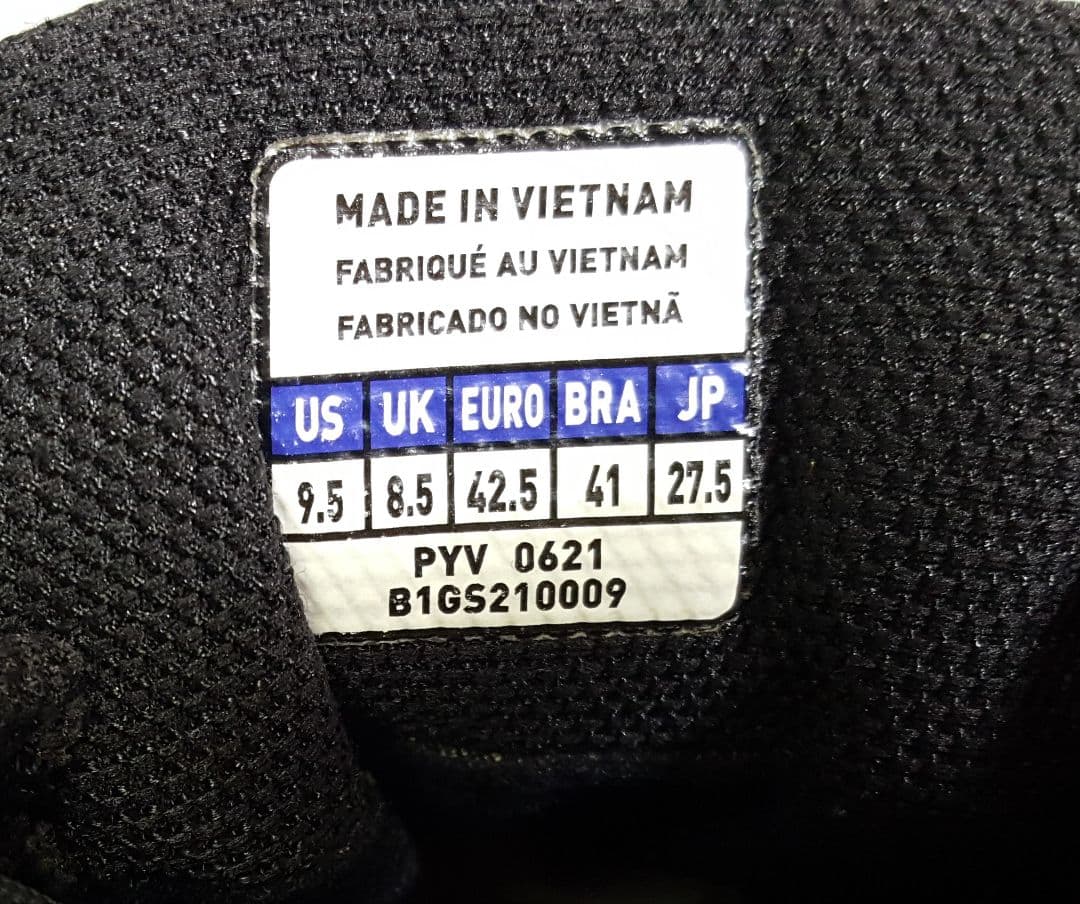 MADE IN VIETNAM
FABRIQUÉ AU VIETNAM
FABRICADO NO VIETNÃ
US UK EURO BRA JP
9.5 8.5 42.5 41 27.5
PYV 0621
B1GS210009